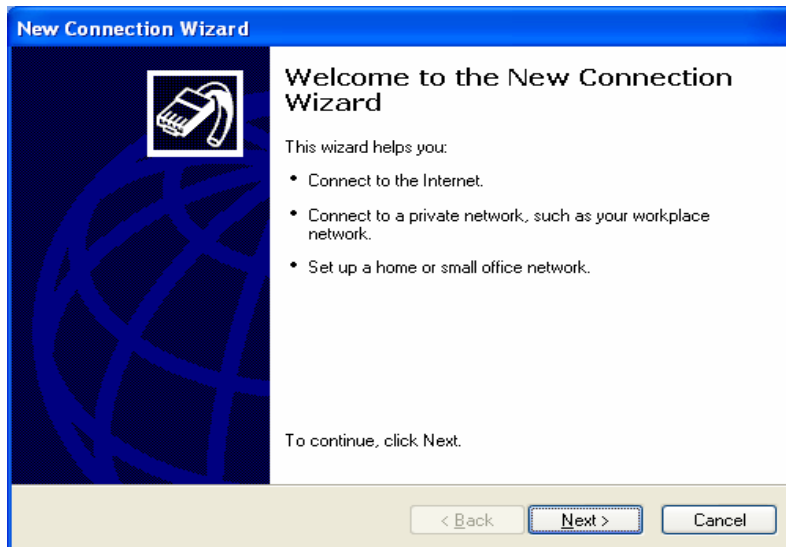 New Connection Wizard
Welcome to the New Connection
Wizard
This wizard helps you:
• Connect to the Internet.
• Connect to a private network, such as your workplace
network.
• Set up a home or small office network.
To continue, click Next.
< Back
Next >
Cancel